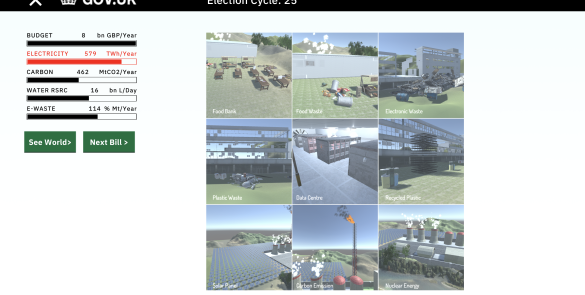 GOV.UK
Election Cycle: 25
BUDGET 8 bn GBP/Year
ELECTRICITY 579 TWh/Year
CARBON 462 MtCO2/Year
WATER RSRC 16 bn L/Day
E-WASTE 114 % Mt/Year
See World>
Next Bill >
Food Bank
Food Waste
Electronic Waste
Plastic Waste
Data Centre
Recycled Plastic
Solar Panel
Carbon Emission
Nuclear Energy